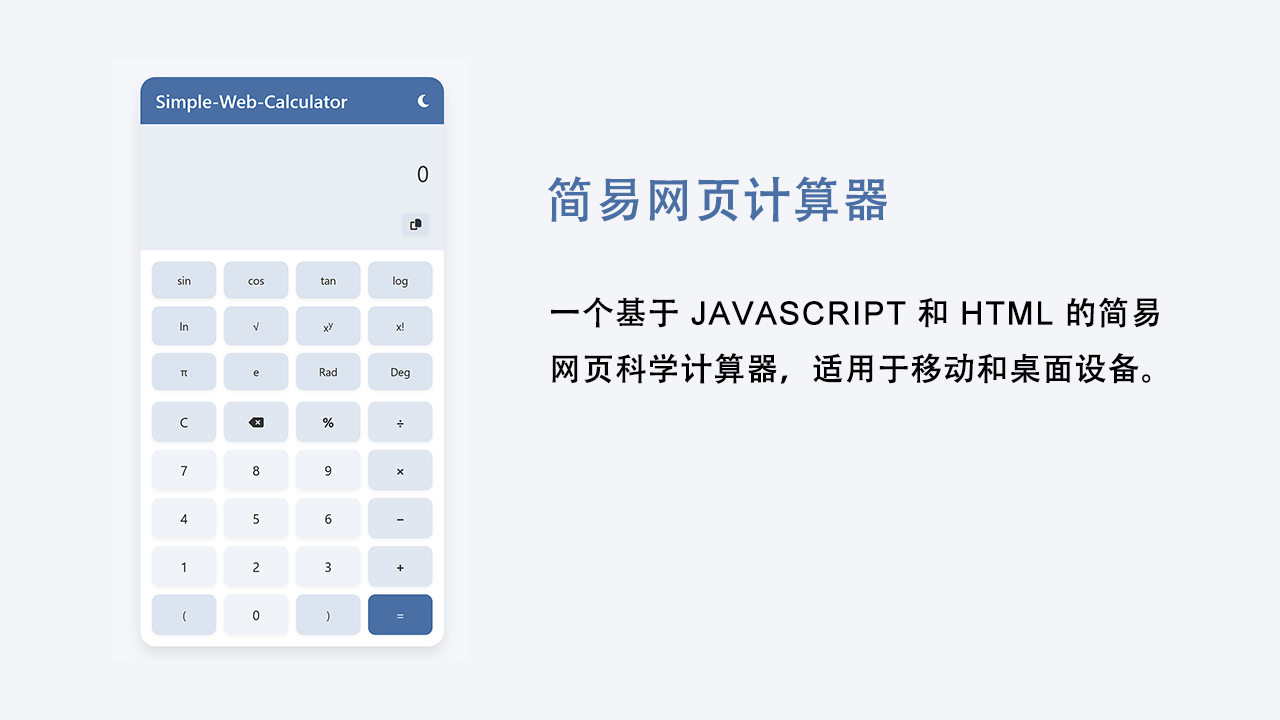 Simple-Web-Calculator
0
sin cos tan log
ln √ xʸ x!
π e Rad Deg
C % ÷
7 8 9 ×
4 5 6 −
1 2 3 +
( 0 ) =
简易网页计算器
一个基于 JAVASCRIPT 和 HTML 的简易
网页科学计算器，适用于移动和桌面设备。